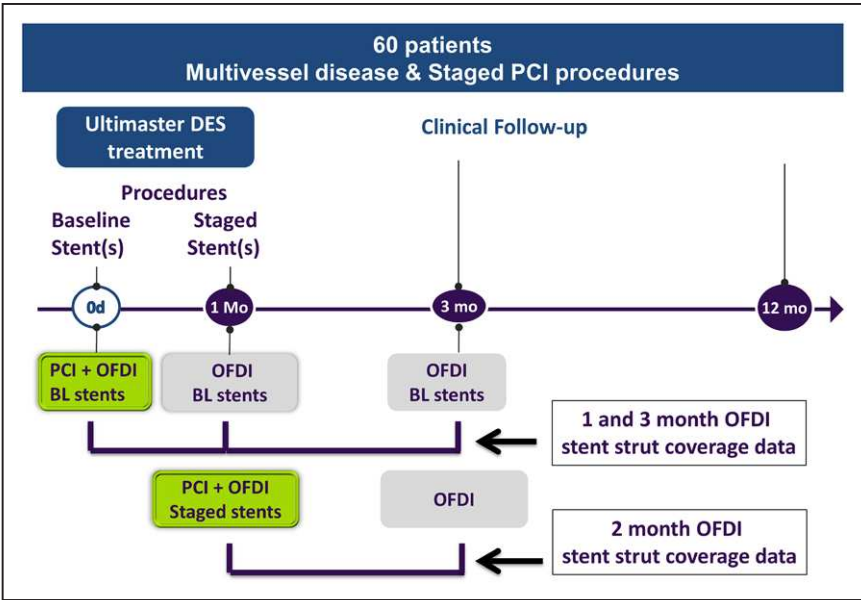 60 patients
Multivessel disease & Staged PCI procedures
Ultimaster DES
treatment
Clinical Follow-up
Procedures
Baseline
Stent(s)
Staged
Stent(s)
0d
1 Mo
3 mo
12 mo
PCI + OFDI
BL stents
OFDI
BL stents
OFDI
BL stents
1 and 3 month OFDI
stent strut coverage data
PCI + OFDI
Staged stents
OFDI
2 month OFDI
stent strut coverage data